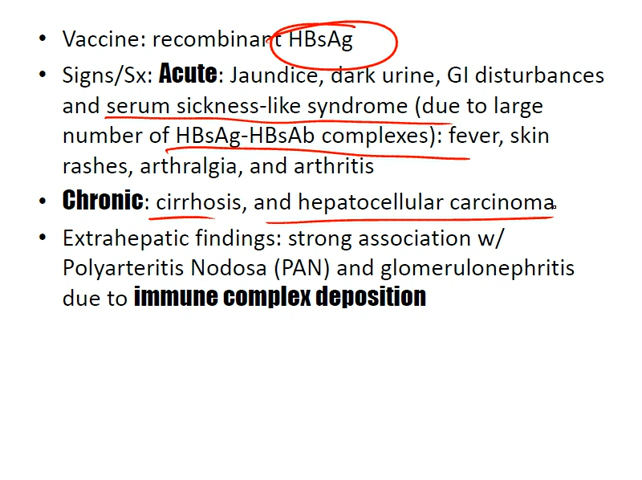 • Vaccine: recombinant HBsAg
• Signs/Sx: Acute: Jaundice, dark urine, GI disturbances
and serum sickness-like syndrome (due to large
number of HBsAg-HBsAb complexes): fever, skin
rashes, arthralgia, and arthritis
• Chronic: cirrhosis, and hepatocellular carcinoma
• Extrahepatic findings: strong association w/
Polyarteritis Nodosa (PAN) and glomerulonephritis
due to immune complex deposition